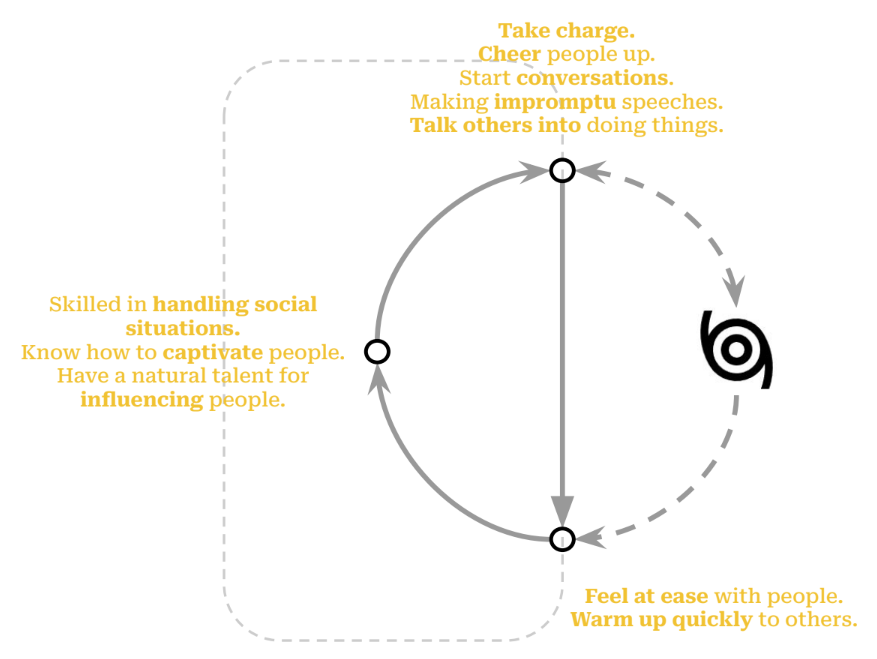 Take charge.
Cheer people up.
Start conversations.
Making impromptu speeches.
Talk others into doing things.
Skilled in handling social
situations.
Know how to captivate people.
Have a natural talent for
influencing people.
Feel at ease with people.
Warm up quickly to others.